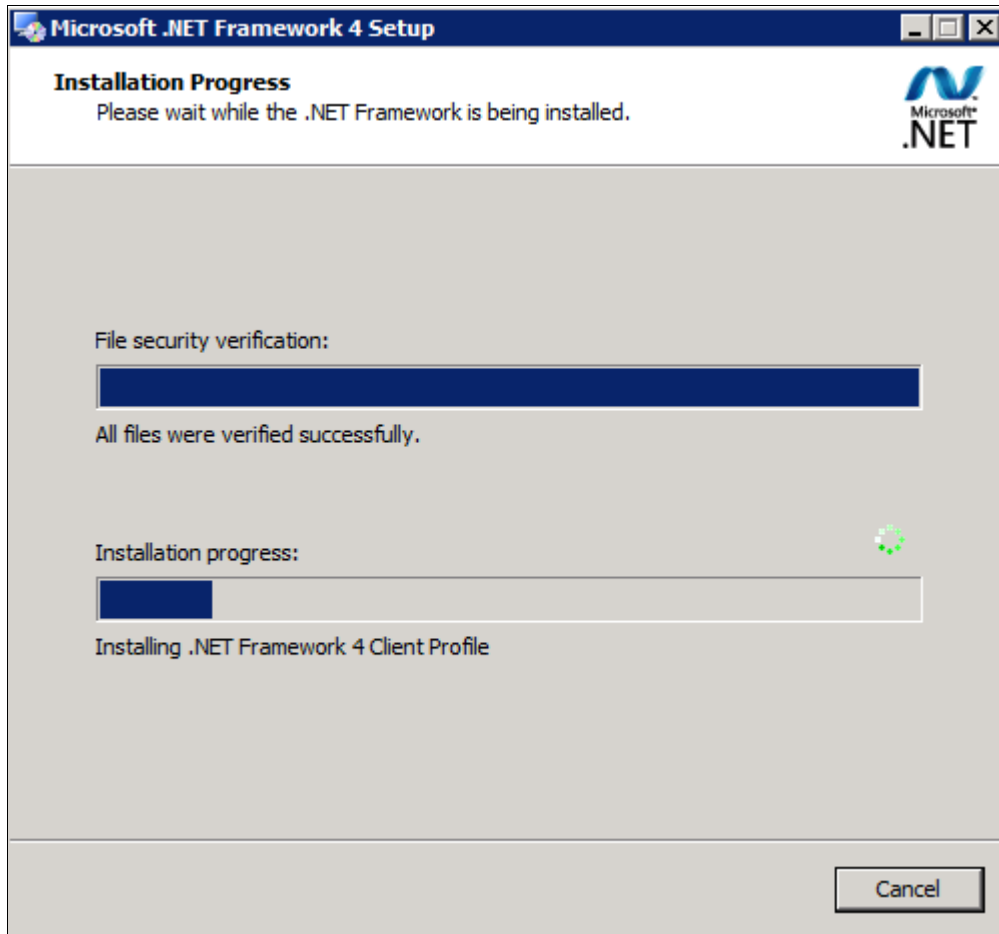 Microsoft .NET Framework 4 Setup
Installation Progress
Please wait while the .NET Framework is being installed.
Microsoft
.NET
File security verification:
All files were verified successfully.
Installation progress:
Installing .NET Framework 4 Client Profile
Cancel